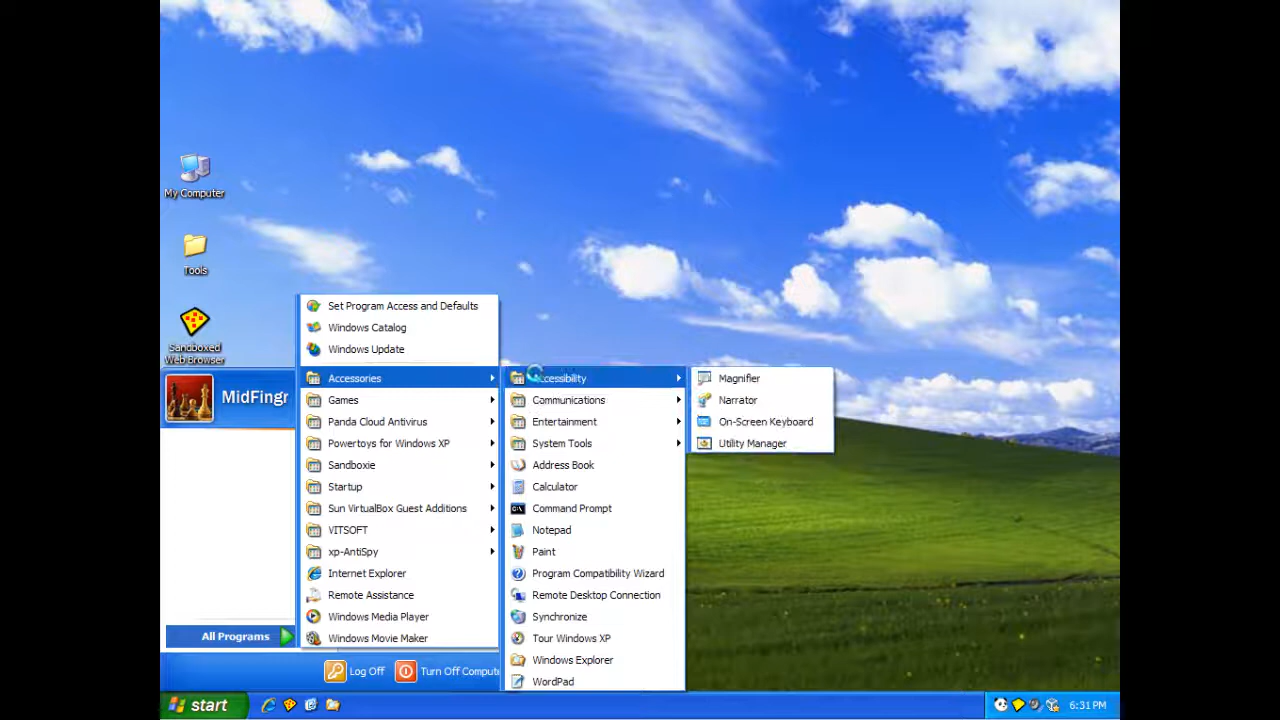 My Computer
Tools
Sandboxed
Web Browser
MidFingr
All Programs
Log Off
Turn Off Compute
start
Set Program Access and Defaults
Windows Catalog
Windows Update
Accessories
Games
Panda Cloud Antivirus
Powertoys for Windows XP
Sandboxie
Startup
Sun VirtualBox Guest Additions
VITSOFT
xp-AntiSpy
Internet Explorer
Remote Assistance
Windows Media Player
Windows Movie Maker
Accessibility
Communications
Entertainment
System Tools
Address Book
Calculator
Command Prompt
Notepad
Paint
Program Compatibility Wizard
Remote Desktop Connection
Synchronize
Tour Windows XP
Windows Explorer
WordPad
Magnifier
Narrator
On-Screen Keyboard
Utility Manager
6:31 PM